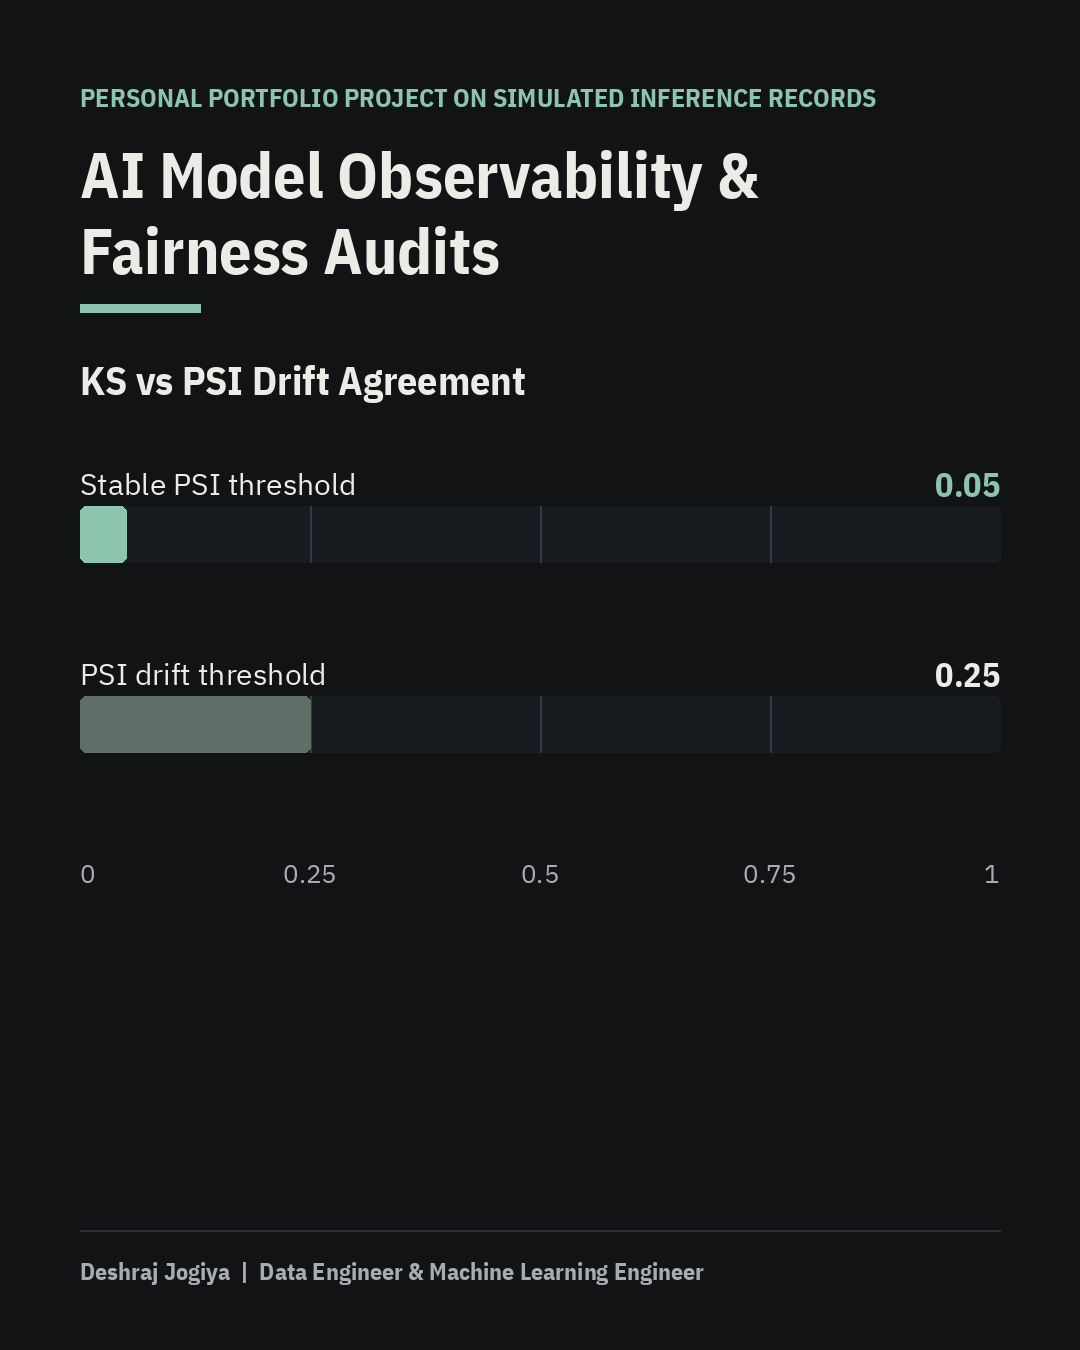 PERSONAL PORTFOLIO PROJECT ON SIMULATED INFERENCE RECORDS
AI Model Observability &
Fairness Audits
KS vs PSI Drift Agreement
Stable PSI threshold 0.05
PSI drift threshold 0.25
0 0.25 0.5 0.75 1
Deshraj Jogiya | Data Engineer & Machine Learning Engineer